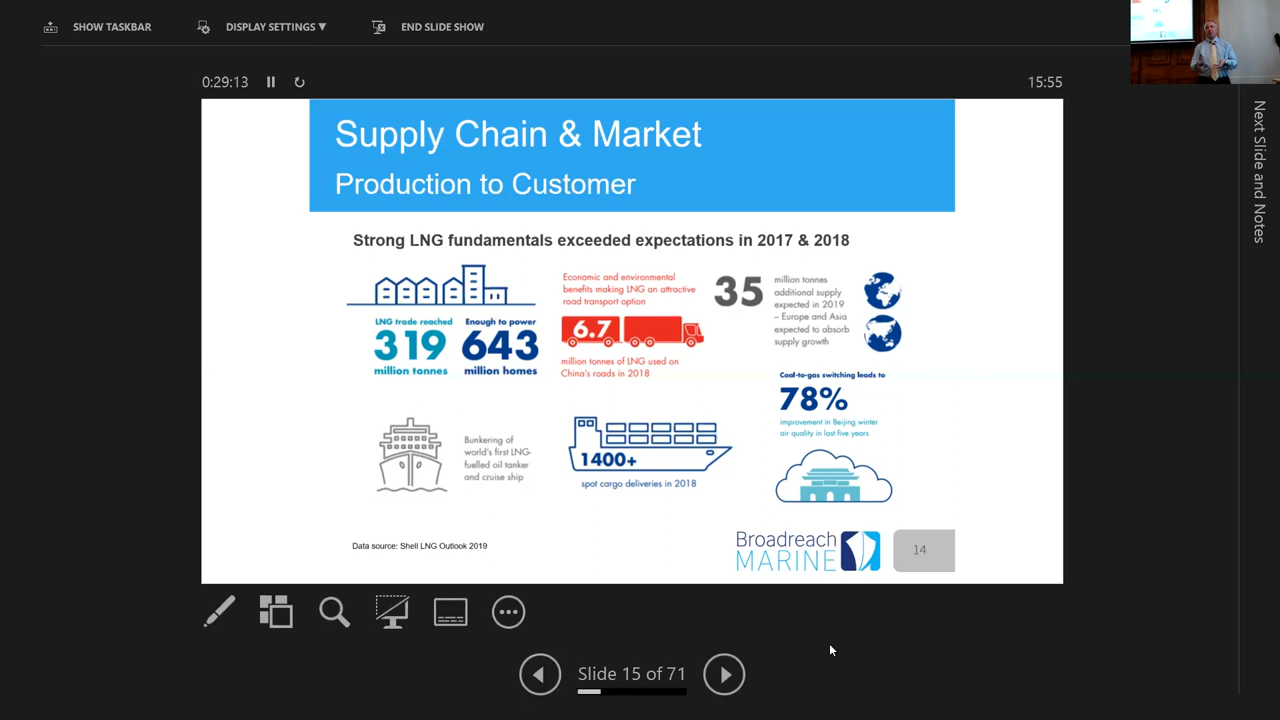 SHOW TASKBAR
DISPLAY SETTINGS ▼
END SLIDE SHOW
0:29:13
15:55
Next Slide and Notes
Supply Chain & Market
Production to Customer
Strong LNG fundamentals exceeded expectations in 2017 & 2018
LNG trade reached
319
million tonnes
Enough to power
643
million homes
Economic and environmental
benefits making LNG an attractive
road transport option
6.7
million tonnes of LNG used on
China's roads in 2018
35
million tonnes
additional supply
expected in 2019
– Europe and Asia
expected to absorb
supply growth
Coal-to-gas switching leads to
78%
improvement in Beijing winter
air quality in last five years
Bunkering of
world's first LNG-
fuelled oil tanker
and cruise ship
1400+
spot cargo deliveries in 2018
Data source: Shell LNG Outlook 2019
Broadreach
MARINE
14
Slide 15 of 71